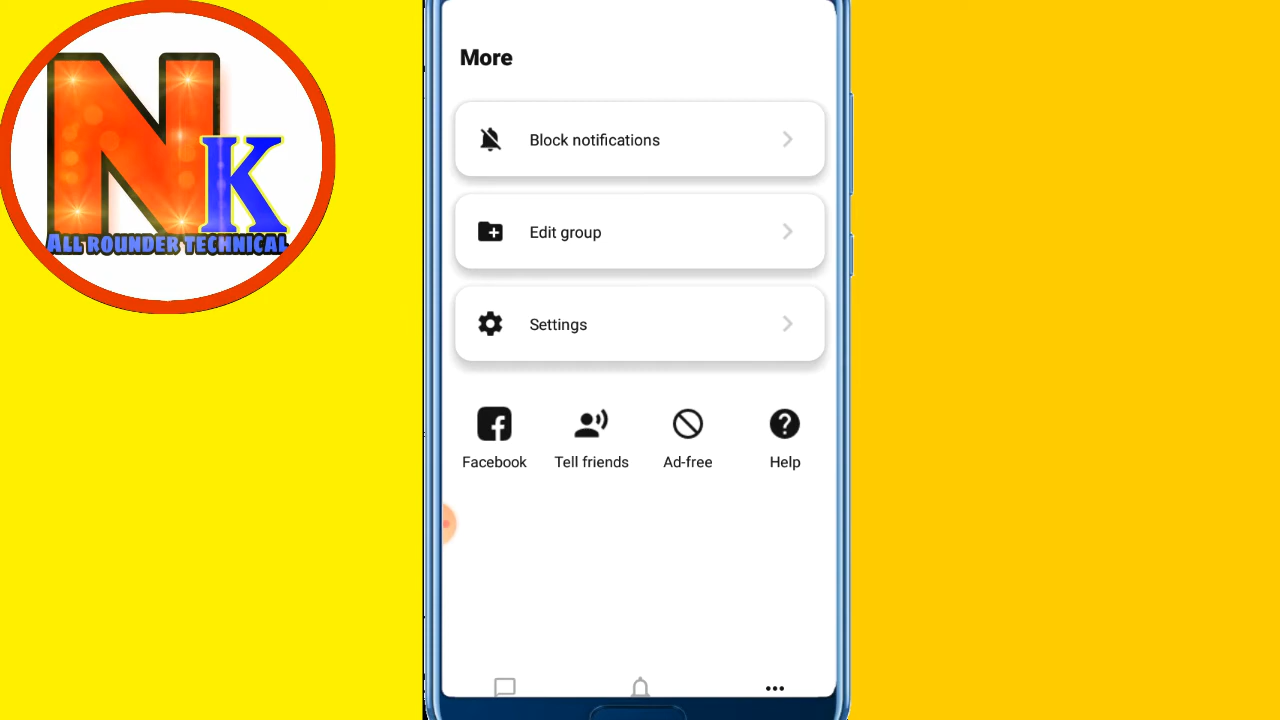 NK
ALL ROUNDER TECHNICAL
More
Block notifications
Edit group
Settings
Facebook Tell friends Ad-free Help